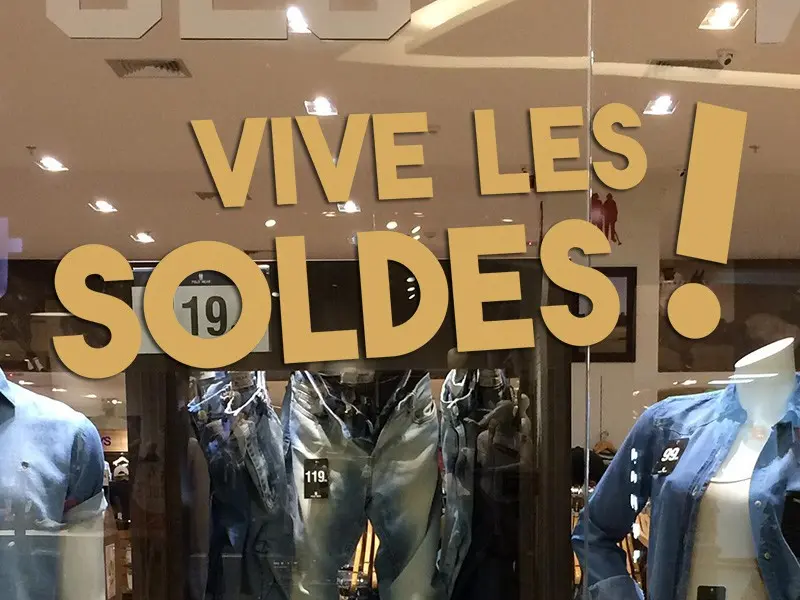 VIVE LES
SOLDES !
19.
119.
99.